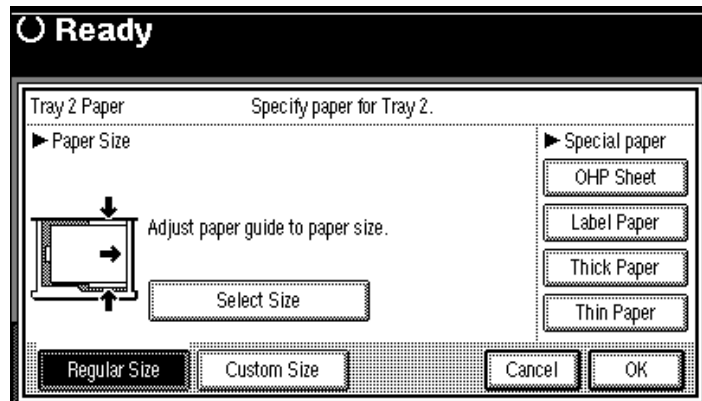 Ready
Tray 2 Paper
Specify paper for Tray 2.
Paper Size
Special paper
OHP Sheet
Label Paper
Adjust paper guide to paper size.
Thick Paper
Select Size
Thin Paper
Regular Size
Custom Size
Cancel
OK